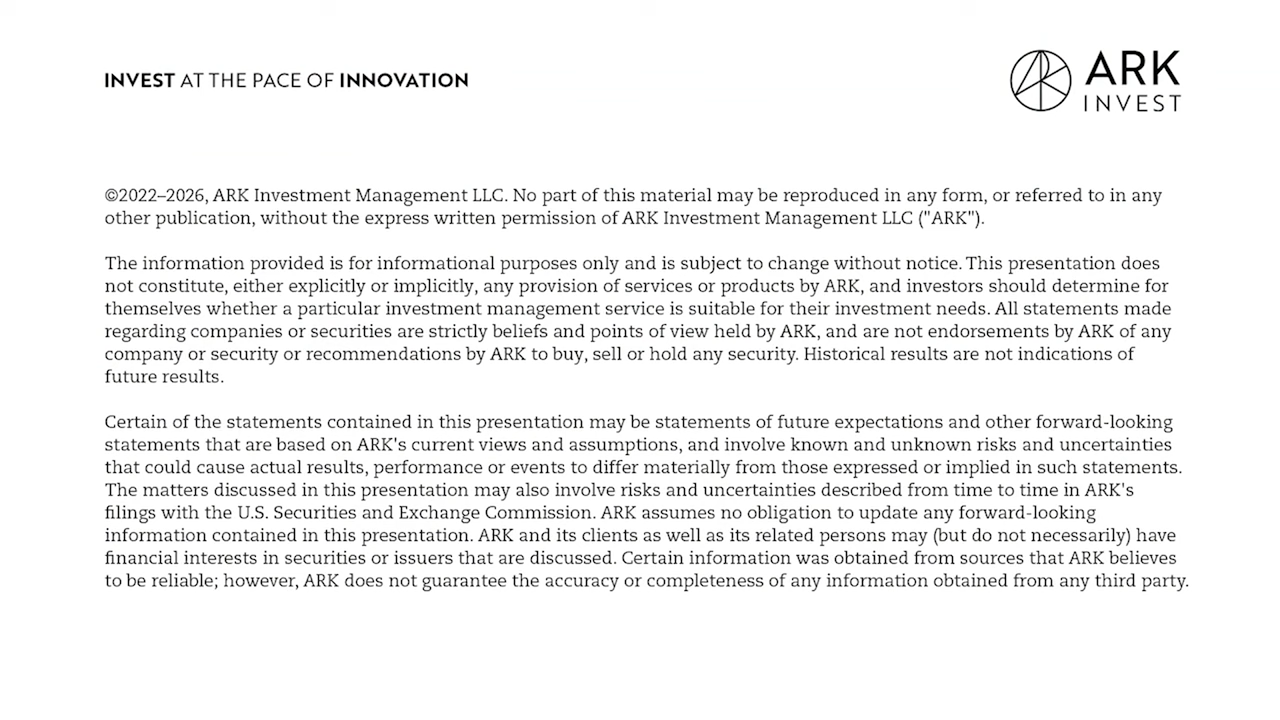 INVEST AT THE PACE OF INNOVATION
ARK
INVEST
©2022–2026, ARK Investment Management LLC. No part of this material may be reproduced in any form, or referred to in any
other publication, without the express written permission of ARK Investment Management LLC ("ARK").
The information provided is for informational purposes only and is subject to change without notice. This presentation does
not constitute, either explicitly or implicitly, any provision of services or products by ARK, and investors should determine for
themselves whether a particular investment management service is suitable for their investment needs. All statements made
regarding companies or securities are strictly beliefs and points of view held by ARK, and are not endorsements by ARK of any
company or security or recommendations by ARK to buy, sell or hold any security. Historical results are not indications of
future results.
Certain of the statements contained in this presentation may be statements of future expectations and other forward-looking
statements that are based on ARK's current views and assumptions, and involve known and unknown risks and uncertainties
that could cause actual results, performance or events to differ materially from those expressed or implied in such statements.
The matters discussed in this presentation may also involve risks and uncertainties described from time to time in ARK's
filings with the U.S. Securities and Exchange Commission. ARK assumes no obligation to update any forward-looking
information contained in this presentation. ARK and its clients as well as its related persons may (but do not necessarily) have
financial interests in securities or issuers that are discussed. Certain information was obtained from sources that ARK believes
to be reliable; however, ARK does not guarantee the accuracy or completeness of any information obtained from any third party.